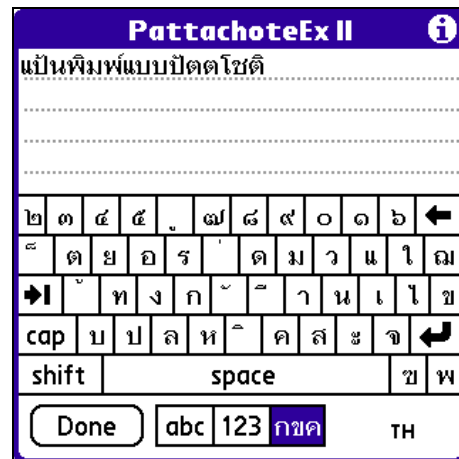 PattachoteEx II
แป้นพิมพ์แบบปัตตโชติ
๒ ๓ ๔ ๕ ู ๗ ๘ ๙ ๐ ๑ ๖
็ ต ย อ ร ่ ด ม ว แ ใ ฌ
้ ท ง ก ั ี า น เ ไ ข
cap บ ป ล ห ิ ค ส ะ จ
shift space ฃ พ
Done abc 123 กขค TH